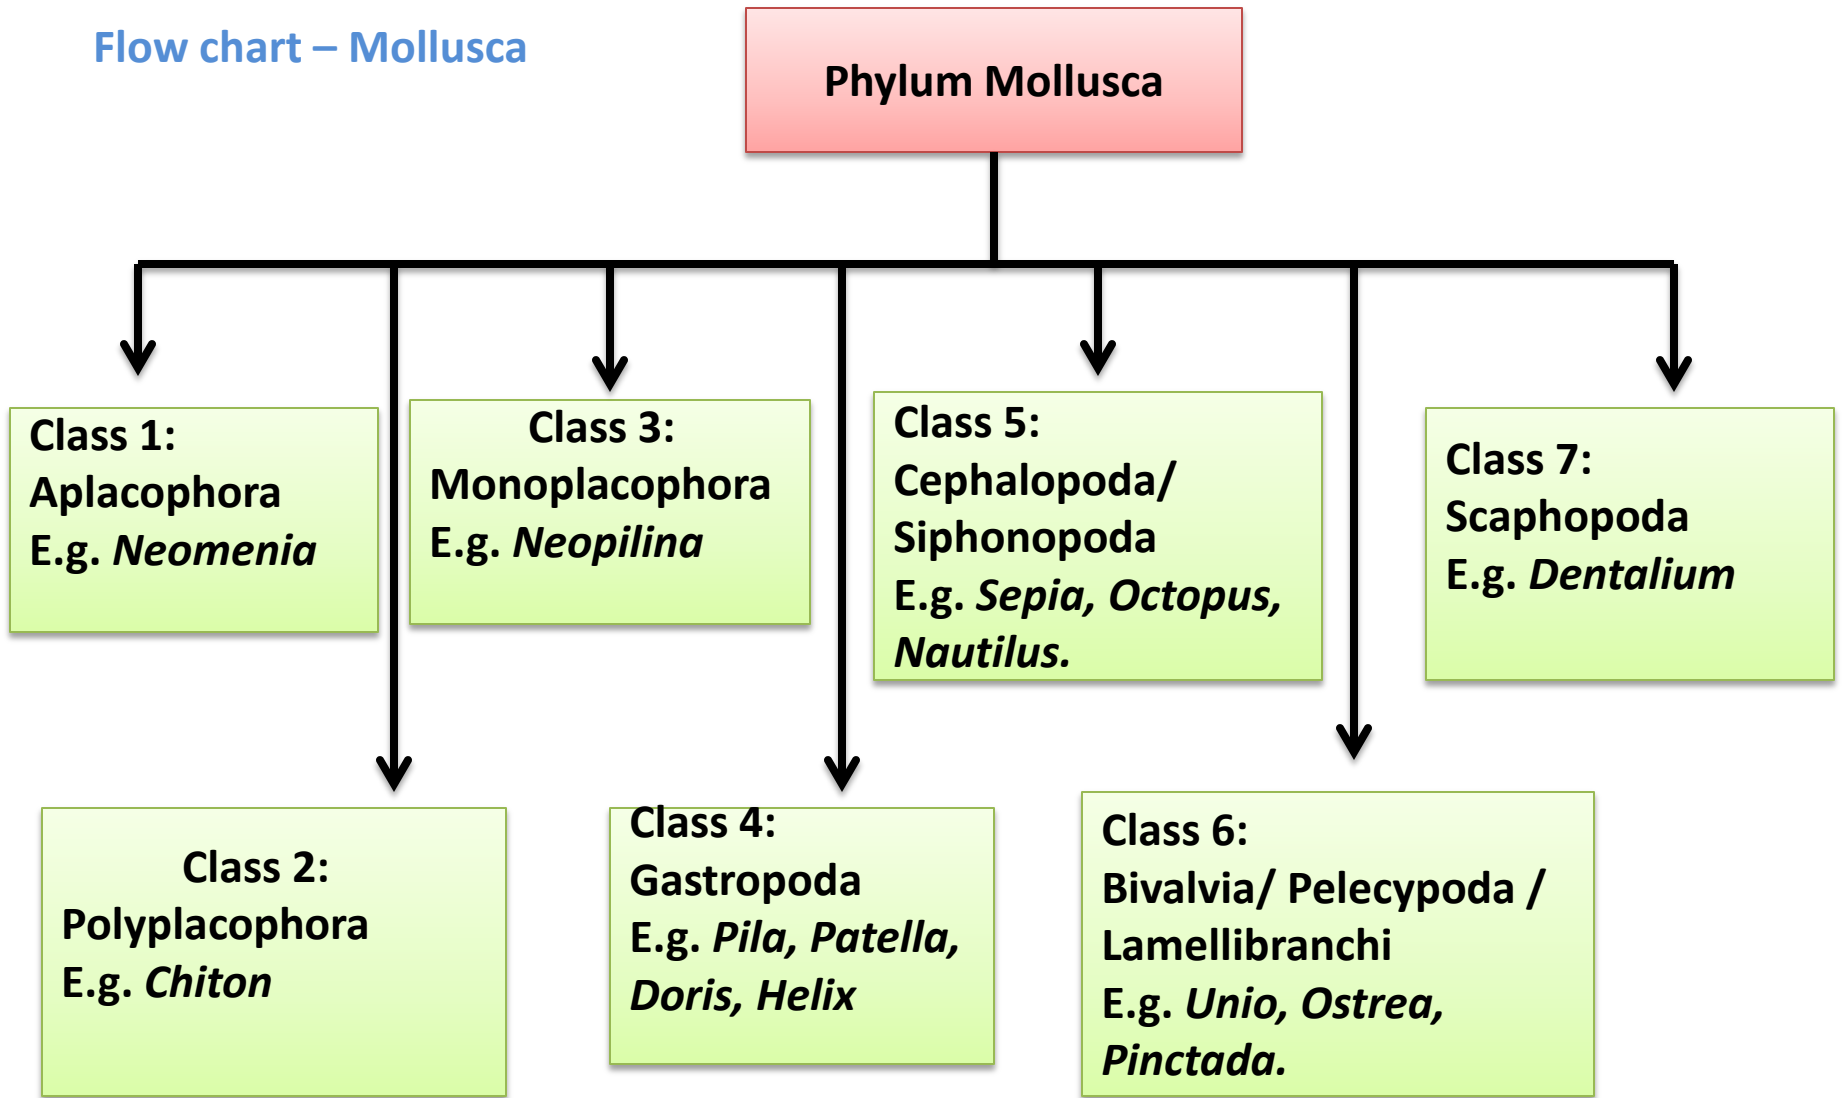 Flow chart – Mollusca
Phylum Mollusca
Class 1:
Aplacophora
E.g. Neomenia
Class 3:
Monoplacophora
E.g. Neopilina
Class 5:
Cephalopoda/
Siphonopoda
E.g. Sepia, Octopus,
Nautilus.
Class 7:
Scaphopoda
E.g. Dentalium
Class 2:
Polyplacophora
E.g. Chiton
Class 4:
Gastropoda
E.g. Pila, Patella,
Doris, Helix
Class 6:
Bivalvia/ Pelecypoda /
Lamellibranchi
E.g. Unio, Ostrea,
Pinctada.